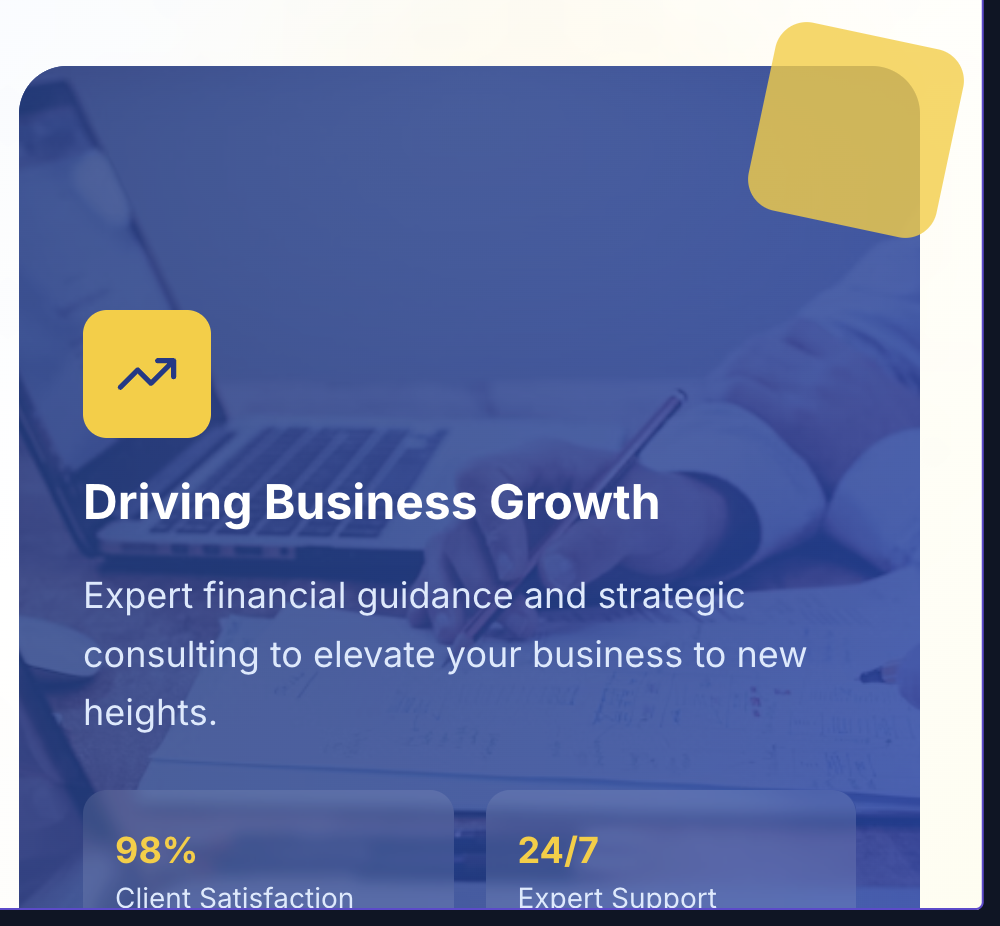 Driving Business Growth
Expert financial guidance and strategic
consulting to elevate your business to new
heights.
98%
24/7
Client Satisfaction
Expert Support